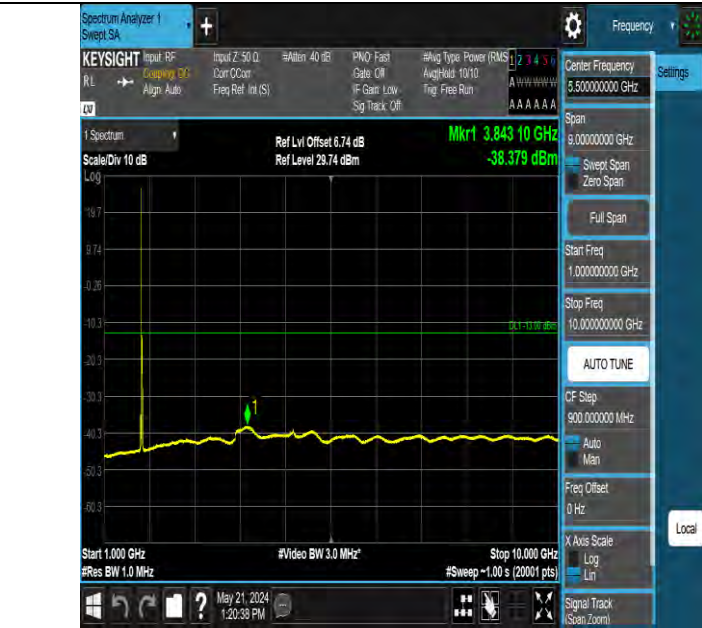 Spectrum Analyzer 1
Swept SA
+
Frequency
KEYSIGHT Input: RF Input Z: 50 Ω #Atten: 40 dB PNO: Fast #Avg Type: Power (RMS 1 2 3 4 5 6
RL Coupling: DC Corr CCorr Gate: Off Avg|Hold: 10/10 A W W W W W
Align: Auto Freq Ref: Int (S) IF Gain: Low Trig: Free Run
LXI Sig Track: Off A A A A A A
1 Spectrum
Ref Lvl Offset 6.74 dB Mkr1 3.843 10 GHz
Scale/Div 10 dB Ref Level 29.74 dBm -38.379 dBm
Log
19.7
9.74
-0.26
-10.3
DL1 -13.00 dBm
-20.3
-30.3
1
-40.3
-50.3
-60.3
Start 1.000 GHz #Video BW 3.0 MHz* Stop 10.000 GHz
#Res BW 1.0 MHz #Sweep ~1.00 s (20001 pts)
? May 21, 2024
1:20:38 PM
Center Frequency
5.500000000 GHz
Settings
Span
9.00000000 GHz
Swept Span
Zero Span
Full Span
Start Freq
1.000000000 GHz
Stop Freq
10.000000000 GHz
AUTO TUNE
CF Step
900.000000 MHz
Auto
Man
Freq Offset
0 Hz
X Axis Scale
Log
Lin
Local
Signal Track
(Span Zoom)